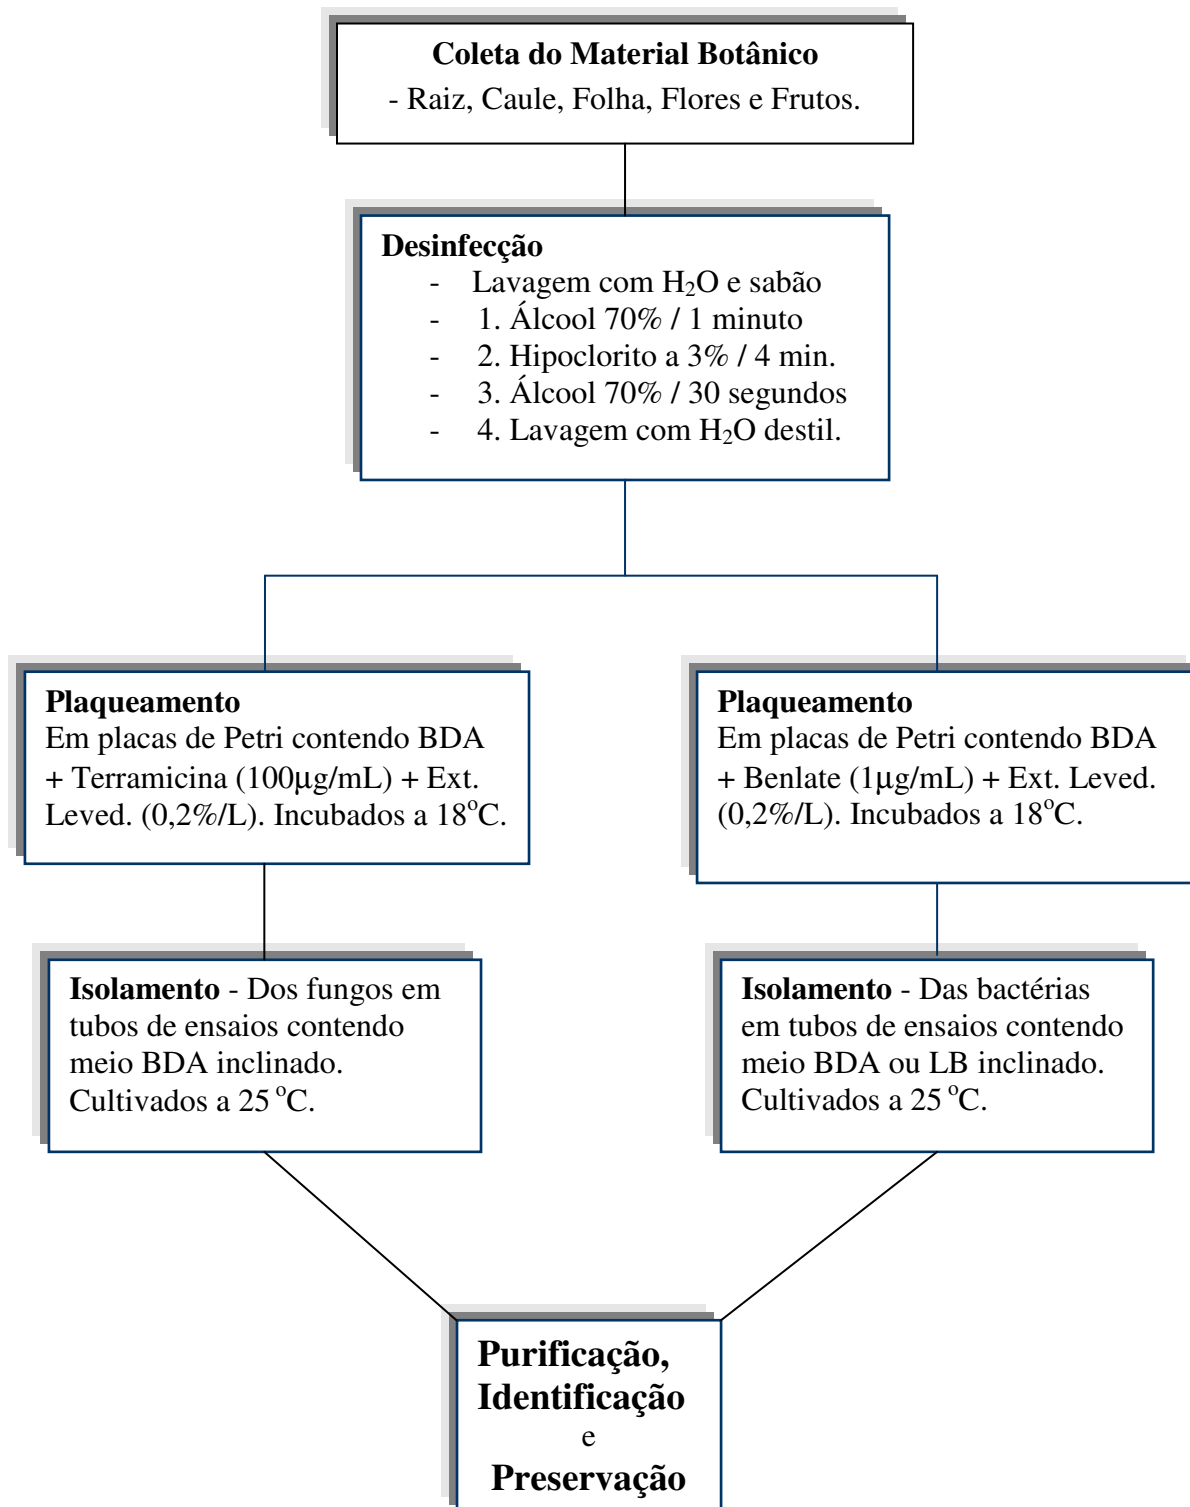 Coleta do Material Botânico
- Raiz, Caule, Folha, Flores e Frutos.
Desinfecção
- Lavagem com H₂O e sabão
- 1. Álcool 70% / 1 minuto
- 2. Hipoclorito a 3% / 4 min.
- 3. Álcool 70% / 30 segundos
- 4. Lavagem com H₂O destil.
Plaqueamento
Em placas de Petri contendo BDA
+ Terramicina (100µg/mL) + Ext.
Leved. (0,2%/L). Incubados a 18°C.
Plaqueamento
Em placas de Petri contendo BDA
+ Benlate (1µg/mL) + Ext. Leved.
(0,2%/L). Incubados a 18°C.
Isolamento - Dos fungos em
tubos de ensaios contendo
meio BDA inclinado.
Cultivados a 25 °C.
Isolamento - Das bactérias
em tubos de ensaios contendo
meio BDA ou LB inclinado.
Cultivados a 25 °C.
Purificação,
Identificação
e
Preservação